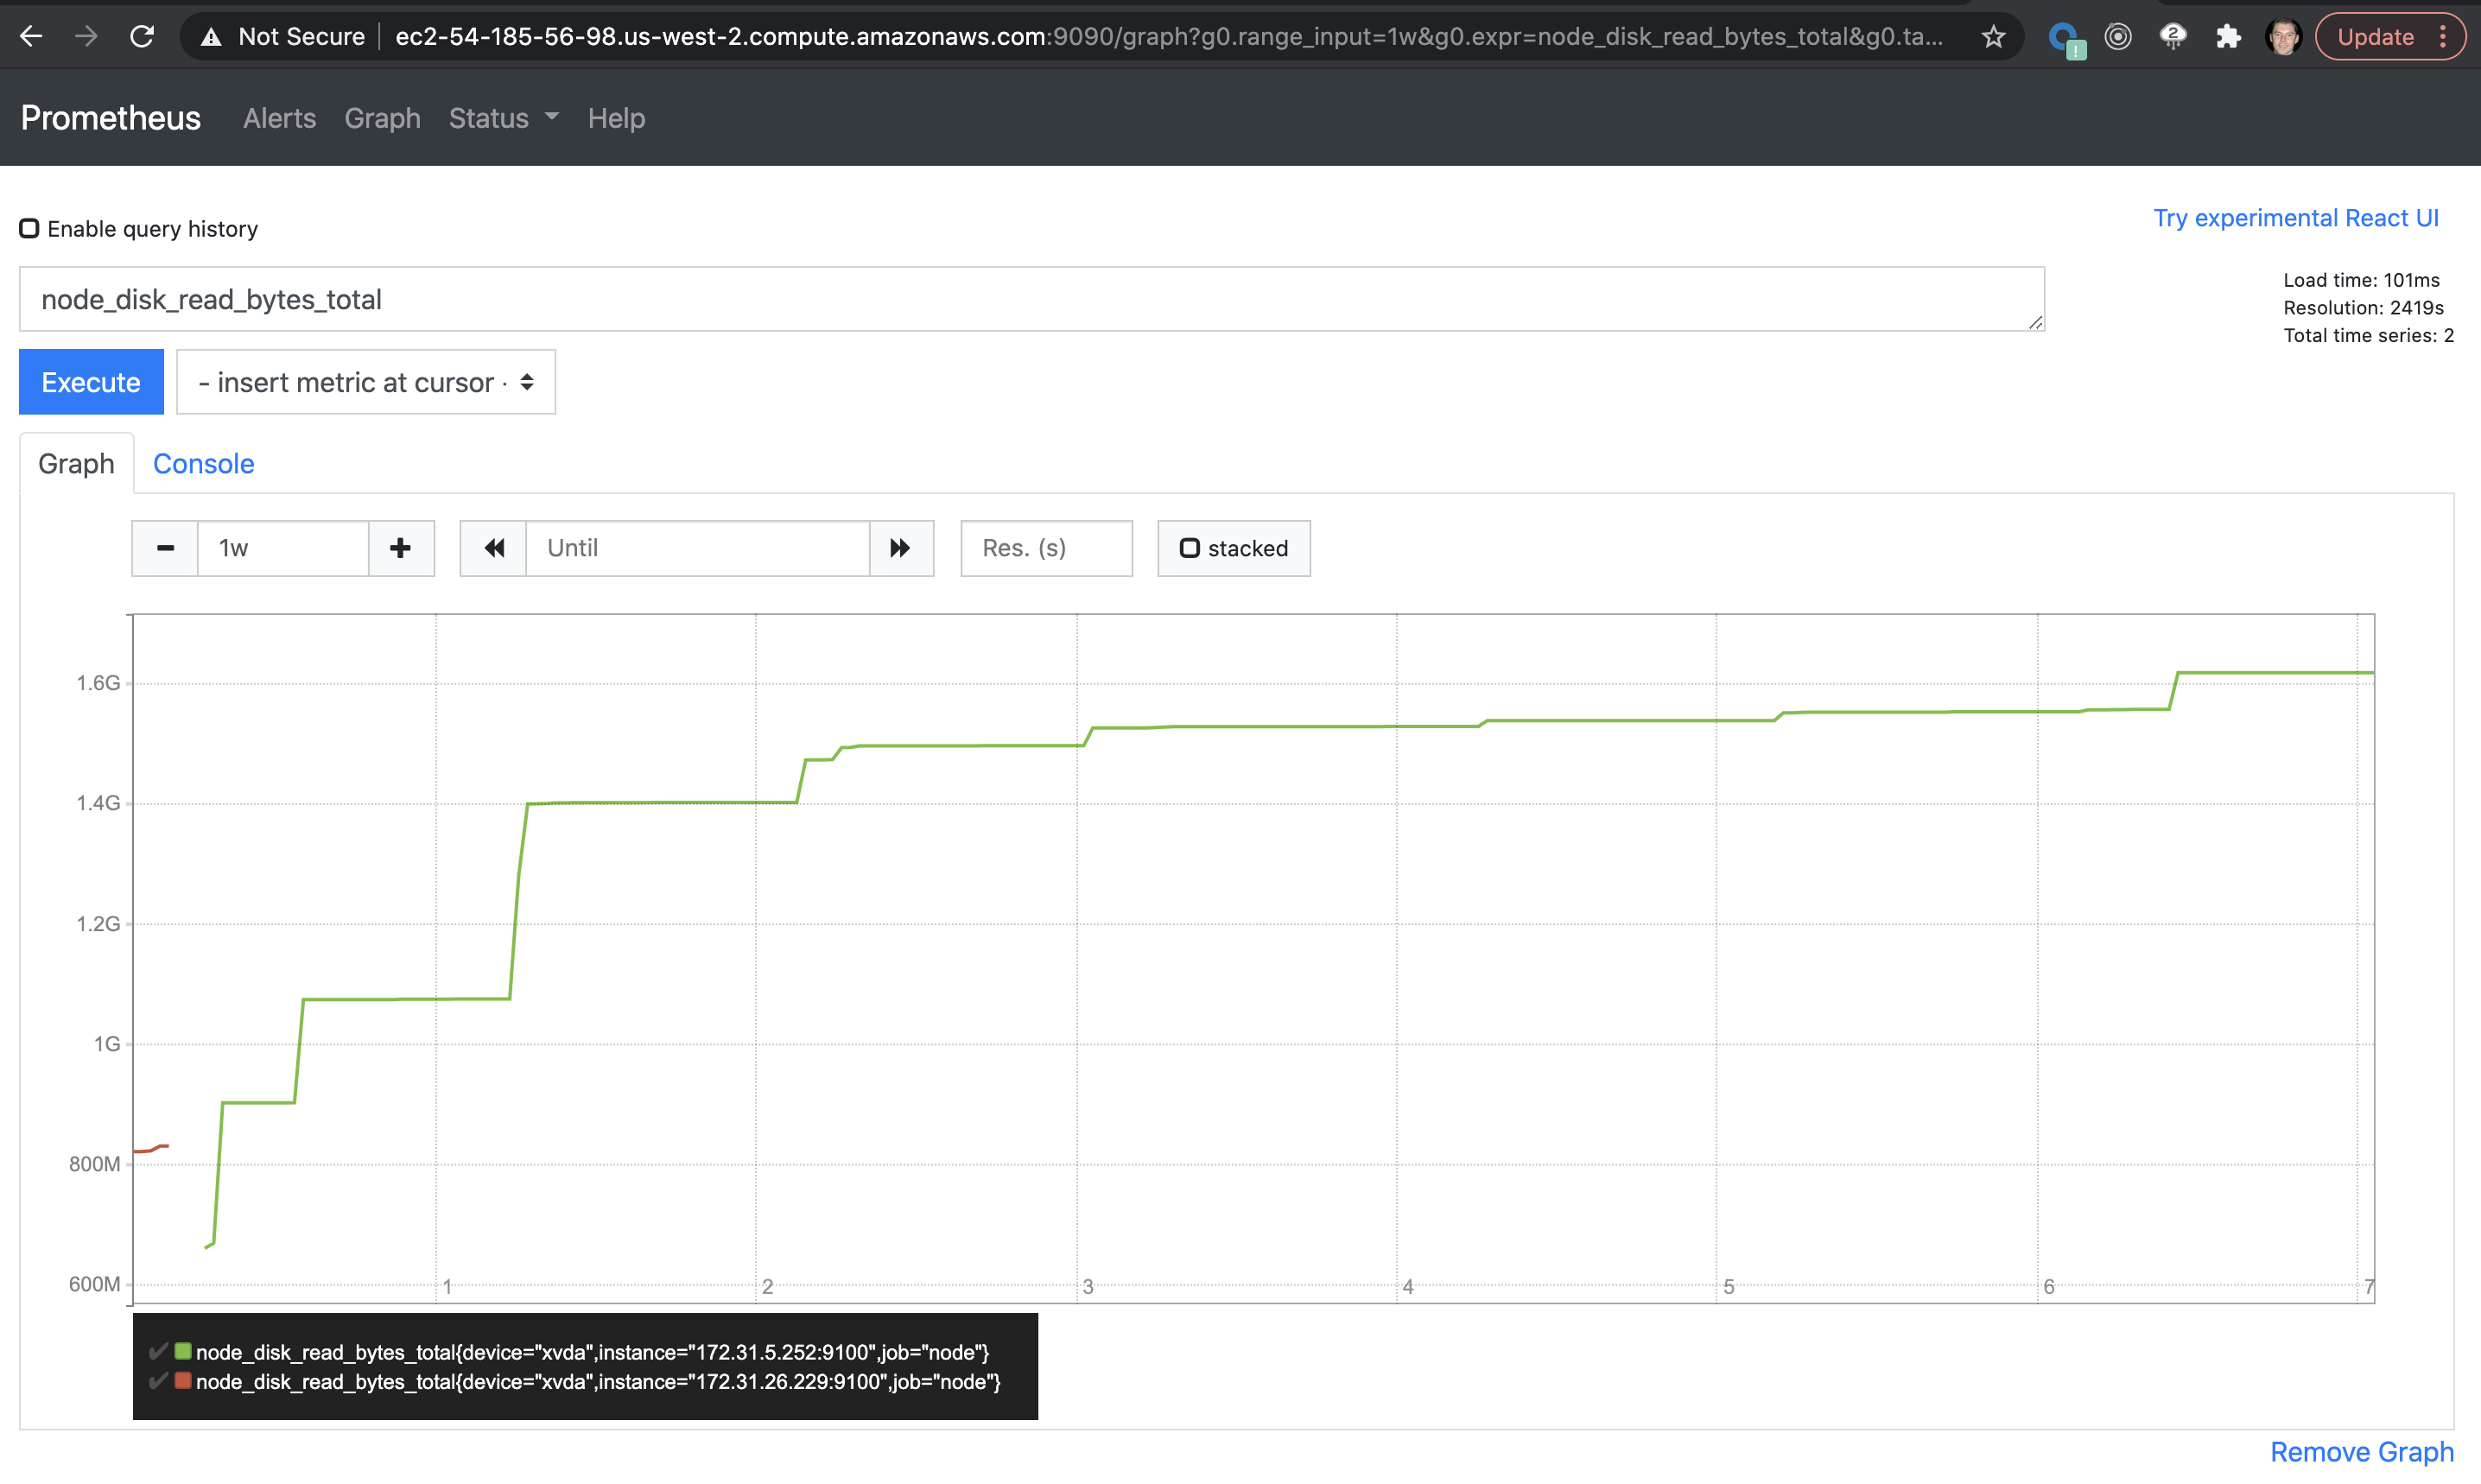 Not Secure ec2-54-185-56-98.us-west-2.compute.amazonaws.com:9090/graph?g0.range_input=1w&g0.expr=node_disk_read_bytes_total&g0.ta... 2 Update
Prometheus Alerts Graph Status Help
Enable query history
Try experimental React UI
node_disk_read_bytes_total
Load time: 101ms
Resolution: 2419s
Total time series: 2
Execute - insert metric at cursor -
Graph Console
1w Until Res. (s) stacked
1.6G
1.4G
1.2G
1G
800M
600M
1 2 3 4 5 6 7
node_disk_read_bytes_total{device="xvda",instance="172.31.5.252:9100",job="node"}
node_disk_read_bytes_total{device="xvda",instance="172.31.26.229:9100",job="node"}
Remove Graph